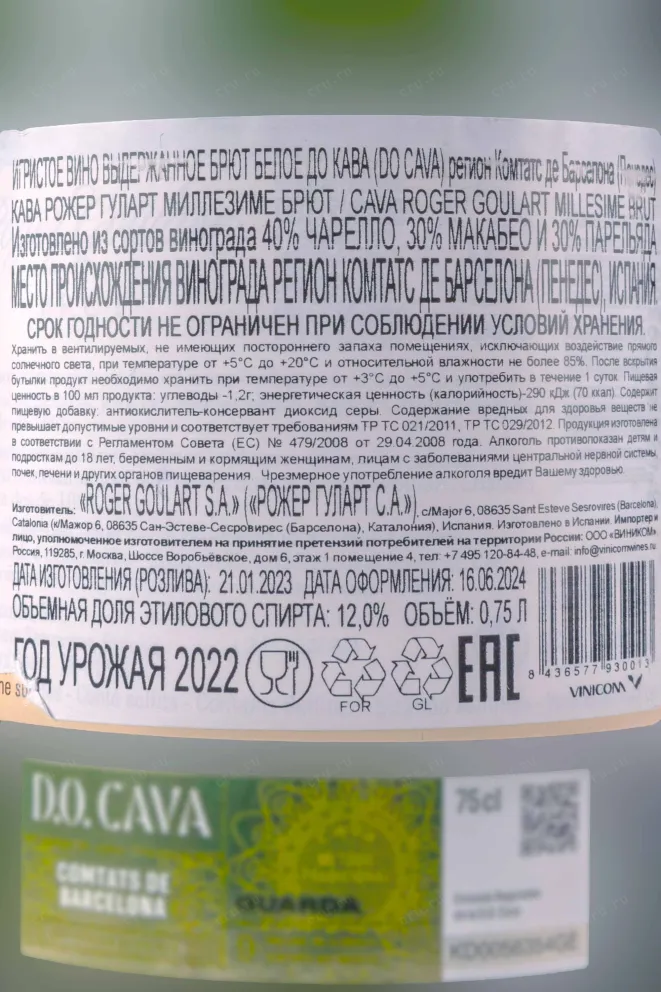 ИГРИСТОЕ ВИНО ВЫДЕРЖАННОЕ БРЮТ БЕЛОЕ ДО КАВА (DO CAVA) регион Комтатс де Барселона (Пенедес)
КАВА РОЖЕР ГУЛАРТ МИЛЛЕЗИМЕ БРЮТ / CAVA ROGER GOULART MILLESIME BRUT
Изготовлено из сортов винограда 40% ЧАРЕЛЛО, 30% МАКАБЕО И 30% ПАРЕЛЬЯДА
МЕСТО ПРОИСХОЖДЕНИЯ ВИНОГРАДА РЕГИОН КОМТАТС ДЕ БАРСЕЛОНА (ПЕНЕДЕС), ИСПАНИЯ.
СРОК ГОДНОСТИ НЕ ОГРАНИЧЕН ПРИ СОБЛЮДЕНИИ УСЛОВИЙ ХРАНЕНИЯ.
Хранить в вентилируемых, не имеющих постороннего запаха помещениях, исключающих воздействие прямого
солнечного света, при температуре от +5°С до +20°С и относительной влажности не более 85%. После вскрытия
бутылки продукт необходимо хранить при температуре от +3°С до +5°С и употребить в течение 1 суток. Пищевая
ценность в 100 мл продукта: углеводы -1,2г; энергетическая ценность (калорийность)-290 кДж (70 ккал). Содержит
пищевую добавку: антиокислитель-консервант диоксид серы. Содержание вредных для здоровья веществ не
превышает допустимые уровни и соответствует требованиям ТР ТС 021/2011, ТР ТС 029/2012. Продукция изготовлена
в соответствии с Регламентом Совета (ЕС) № 479/2008 от 29.04.2008 года. Алкоголь противопоказан детям и
подросткам до 18 лет, беременным и кормящим женщинам, лицам с заболеваниями центральной нервной системы,
почек, печени и других органов пищеварения. Чрезмерное употребление алкоголя вредит Вашему здоровью.
Изготовитель: «ROGER GOULART S.A.» («РОЖЕР ГУЛАРТ С.А.»), c/Major 6, 08635 Sant Esteve Sesrovires (Barcelona),
Catalonia (к/Мажор 6, 08635 Сан-Эстеве-Сесровирес (Барселона), Каталония), Испания. Изготовлено в Испании. Импортер и
лицо, уполномоченное изготовителем на принятие претензий потребителей на территории России: ООО «ВИНИКОМ»
Россия, 119285, г. Москва, Шоссе Воробьёвское, дом 6, этаж 1 помещение 4, тел: +7 495 120-84-48, e-mail: info@vinicomwines.ru
ДАТА ИЗГОТОВЛЕНИЯ (РОЗЛИВА): 21.01.2023 ДАТА ОФОРМЛЕНИЯ: 16.06.2024
ОБЪЕМНАЯ ДОЛЯ ЭТИЛОВОГО СПИРТА: 12,0% ОБЪЁМ: 0,75 Л
ГОД УРОЖАЯ 2022
FOR
GL
EAC
8 436577 930013
VINICOM
D.O. CAVA
COMTATS DE
BARCELONA
GUARDA
75 cl